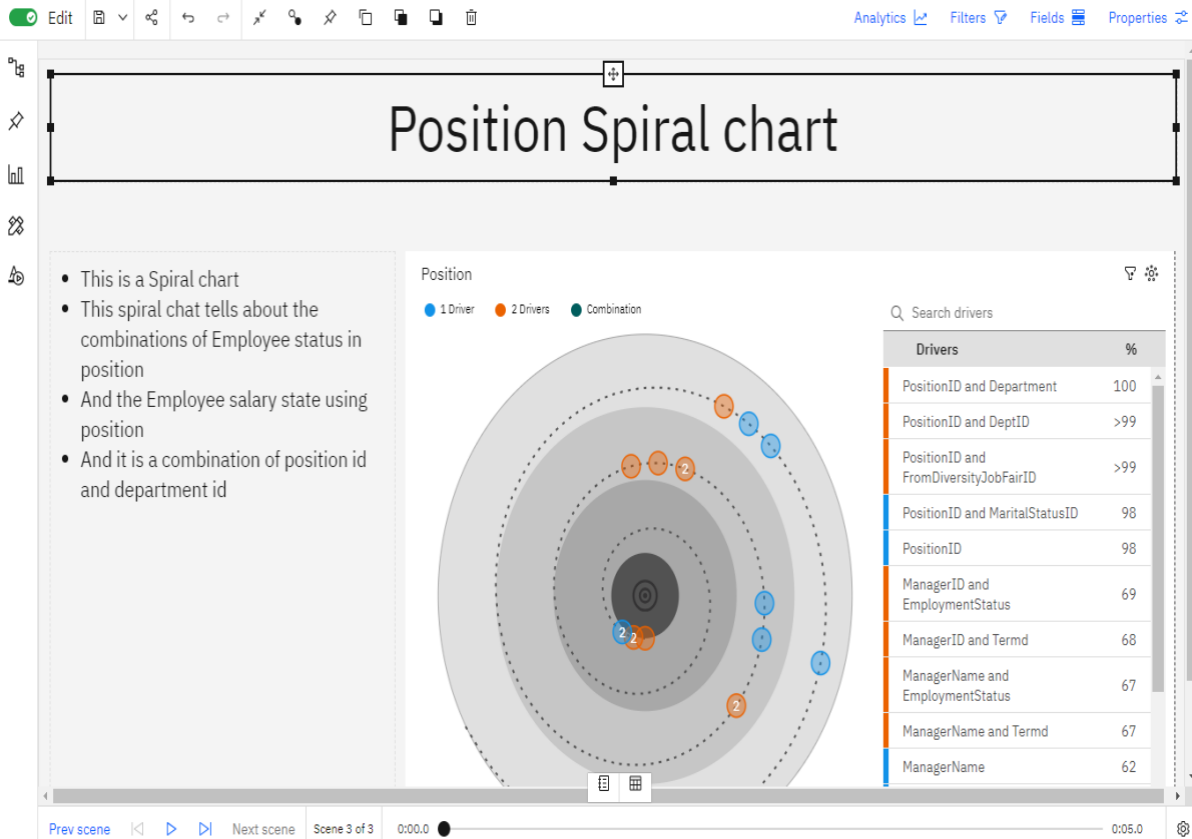 Edit
Analytics
Filters
Fields
Properties
Position Spiral chart
This is a Spiral chart
This spiral chat tells about the
combinations of Employee status in
position
And the Employee salary state using
position
And it is a combination of position id
and department id
Position
1 Driver
2 Drivers
Combination
2
2
2
2
Search drivers
Drivers %
PositionID and Department 100
PositionID and DeptID >99
PositionID and
FromDiversityJobFairID >99
PositionID and MaritalStatusID 98
PositionID 98
ManagerID and
EmploymentStatus 69
ManagerID and Termd 68
ManagerName and
EmploymentStatus 67
ManagerName and Termd 67
ManagerName 62
Prev scene
Next scene
Scene 3 of 3
0:00.0
0:05.0